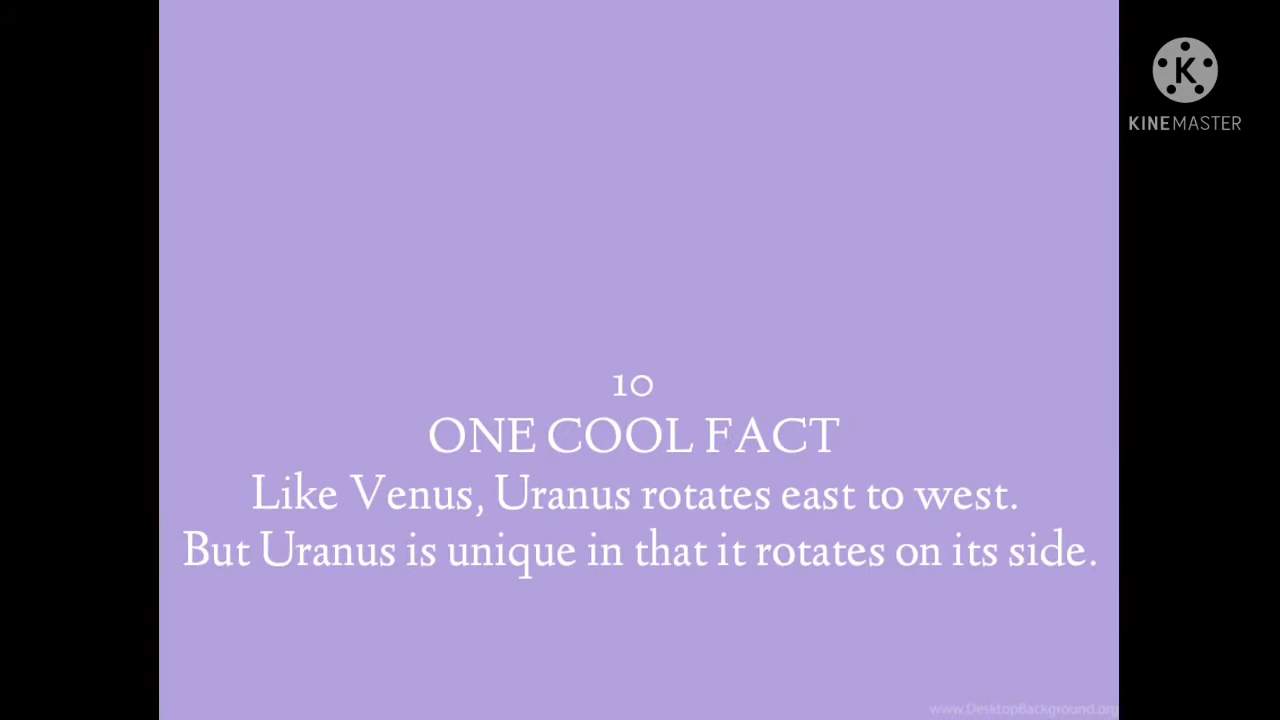 K
KINEMASTER
10
ONE COOL FACT
Like Venus, Uranus rotates east to west.
But Uranus is unique in that it rotates on its side.
www.DesktopBackground.org